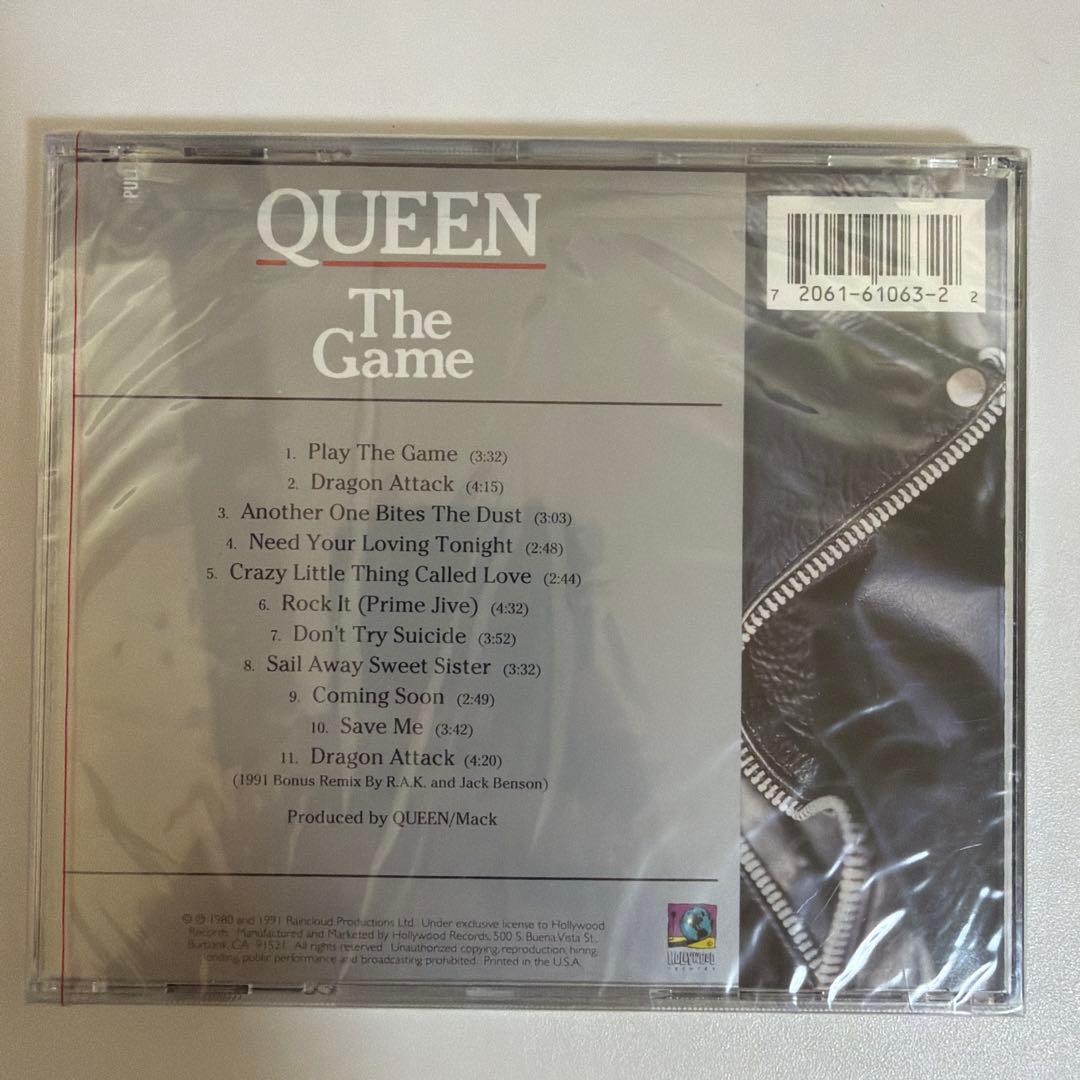 PULL
QUEEN
The
Game
7 2061-61063-2 2
1. Play The Game (3:32)
2. Dragon Attack (4:15)
3. Another One Bites The Dust (3:03)
4. Need Your Loving Tonight (2:48)
5. Crazy Little Thing Called Love (2:44)
6. Rock It (Prime Jive) (4:32)
7. Don't Try Suicide (3:52)
8. Sail Away Sweet Sister (3:32)
9. Coming Soon (2:49)
10. Save Me (3:42)
11. Dragon Attack (4:20)
(1991 Bonus Remix By R.A.K. and Jack Benson)
Produced by QUEEN/Mack
© ℗ 1980 and 1991 Raincloud Productions Ltd. Under exclusive license to Hollywood
Records. Manufactured and Marketed by Hollywood Records, 500 S. Buena Vista St.,
Burbank, CA 91521. All rights reserved. Unauthorized copying, reproduction, hiring,
lending, public performance and broadcasting prohibited. Printed in the U.S.A.
HOLLYWOOD
records